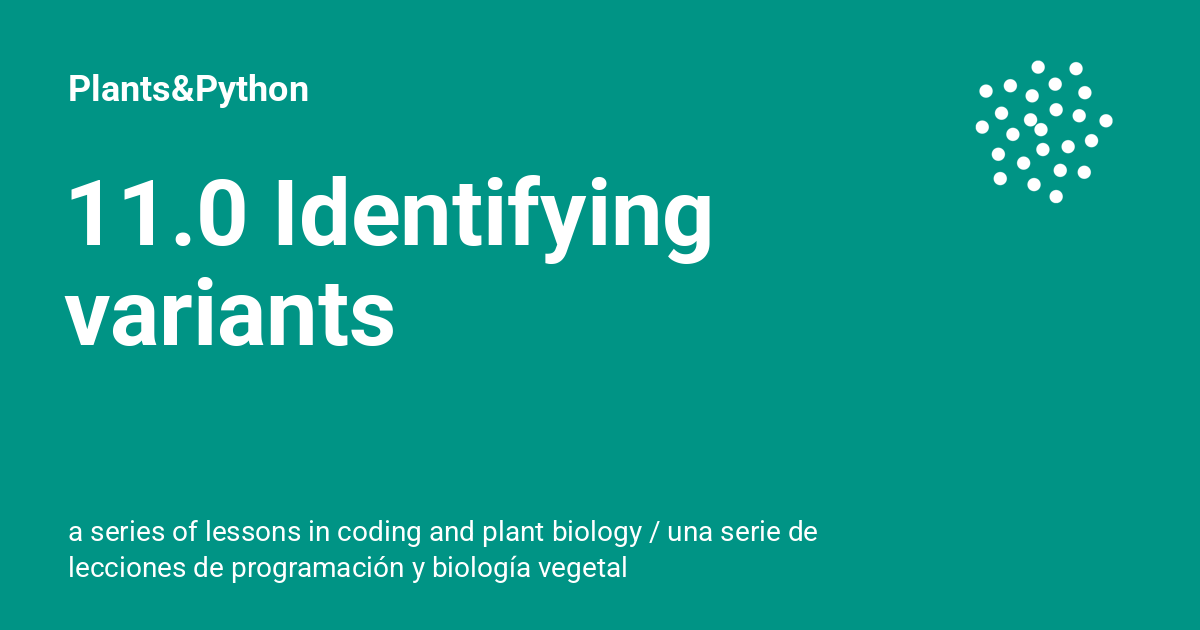 Plants&Python
11.0 Identifying
variants
a series of lessons in coding and plant biology / una serie de
lecciones de programación y biología vegetal